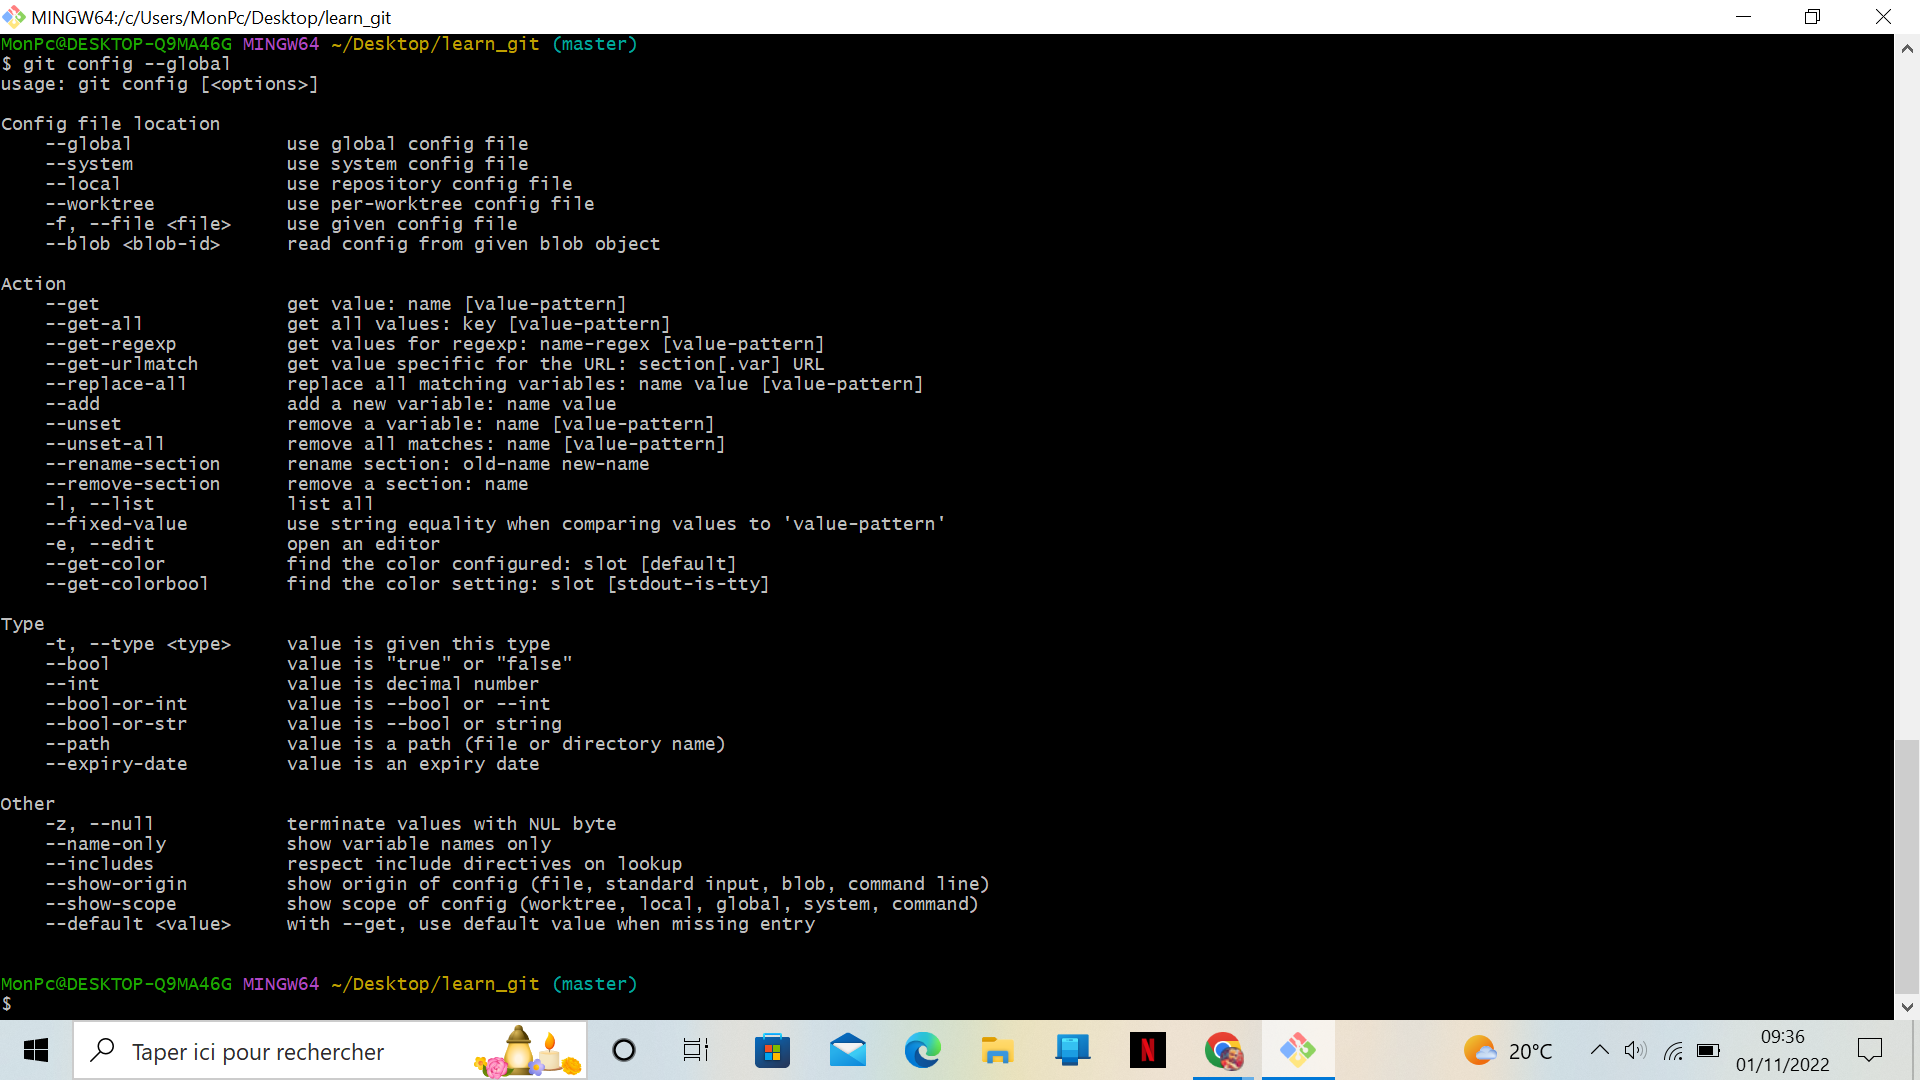 MINGW64:/c/Users/MonPc/Desktop/learn_git
MonPc@DESKTOP-Q9MA46G MINGW64 ~/Desktop/learn_git (master)
$ git config --global
usage: git config [<options>]

Config file location
    --global              use global config file
    --system              use system config file
    --local               use repository config file
    --worktree            use per-worktree config file
    -f, --file <file>     use given config file
    --blob <blob-id>      read config from given blob object

Action
    --get                 get value: name [value-pattern]
    --get-all             get all values: key [value-pattern]
    --get-regexp          get values for regexp: name-regex [value-pattern]
    --get-urlmatch        get value specific for the URL: section[.var] URL
    --replace-all         replace all matching variables: name value [value-pattern]
    --add                 add a new variable: name value
    --unset               remove a variable: name [value-pattern]
    --unset-all           remove all matches: name [value-pattern]
    --rename-section      rename section: old-name new-name
    --remove-section      remove a section: name
    -l, --list            list all
    --fixed-value         use string equality when comparing values to 'value-pattern'
    -e, --edit            open an editor
    --get-color           find the color configured: slot [default]
    --get-colorbool       find the color setting: slot [stdout-is-tty]

Type
    -t, --type <type>     value is given this type
    --bool                value is "true" or "false"
    --int                 value is decimal number
    --bool-or-int         value is --bool or --int
    --bool-or-str         value is --bool or string
    --path                value is a path (file or directory name)
    --expiry-date         value is an expiry date

Other
    -z, --null            terminate values with NUL byte
    --name-only           show variable names only
    --includes            respect include directives on lookup
    --show-origin         show origin of config (file, standard input, blob, command line)
    --show-scope          show scope of config (worktree, local, global, system, command)
    --default <value>     with --get, use default value when missing entry

MonPc@DESKTOP-Q9MA46G MINGW64 ~/Desktop/learn_git (master)
$
Taper ici pour rechercher
N
20°C
09:36
01/11/2022